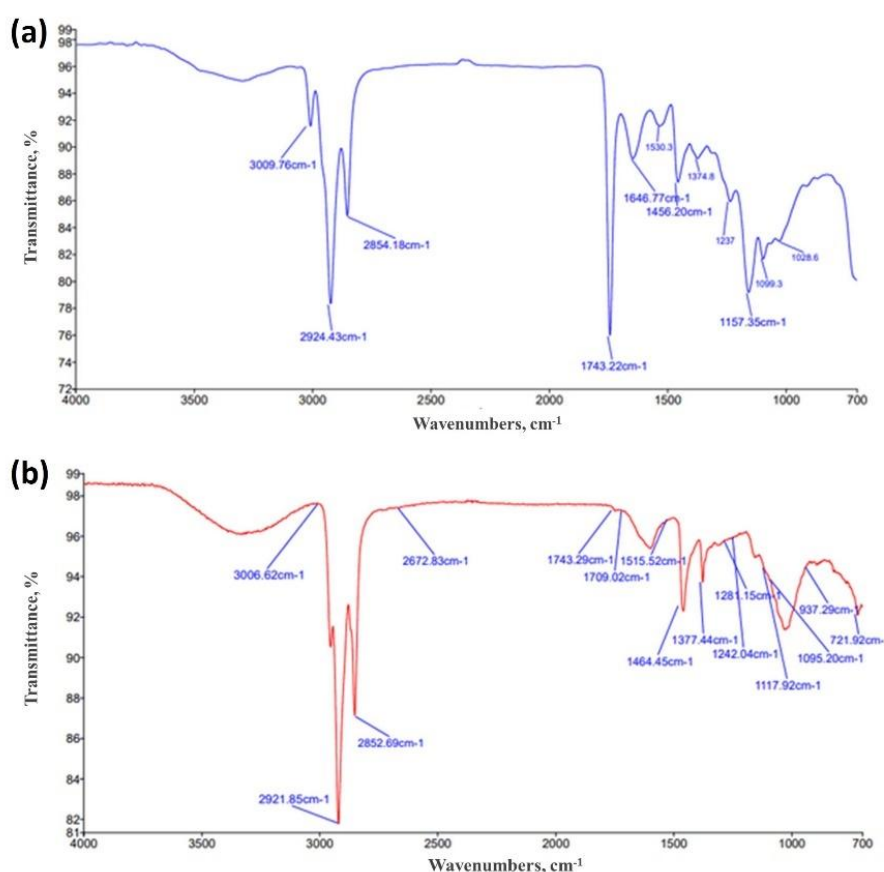 (a)
99
98
96
94
92
90
88
86
84
82
80
78
76
74
72
Transmittance, %
3009.76cm-1
2924.43cm-1
2854.18cm-1
1743.22cm-1
1646.77cm-1
1530.3
1456.20cm-1
1374.8
1237
1157.35cm-1
1099.3
1028.6
4000 3500 3000 2500 2000 1500 1000 700
Wavenumbers, cm-1
(b)
99
98
96
94
92
90
88
86
84
82
81
Transmittance, %
3006.62cm-1
2921.85cm-1
2852.69cm-1
2672.83cm-1
1743.29cm-1
1709.02cm-1
1515.52cm-1
1464.45cm-1
1377.44cm-1
1281.15cm-1
1242.04cm-1
1117.92cm-1
1095.20cm-1
937.29cm-1
721.92cm-
4000 3500 3000 2500 2000 1500 1000 700
Wavenumbers, cm-1